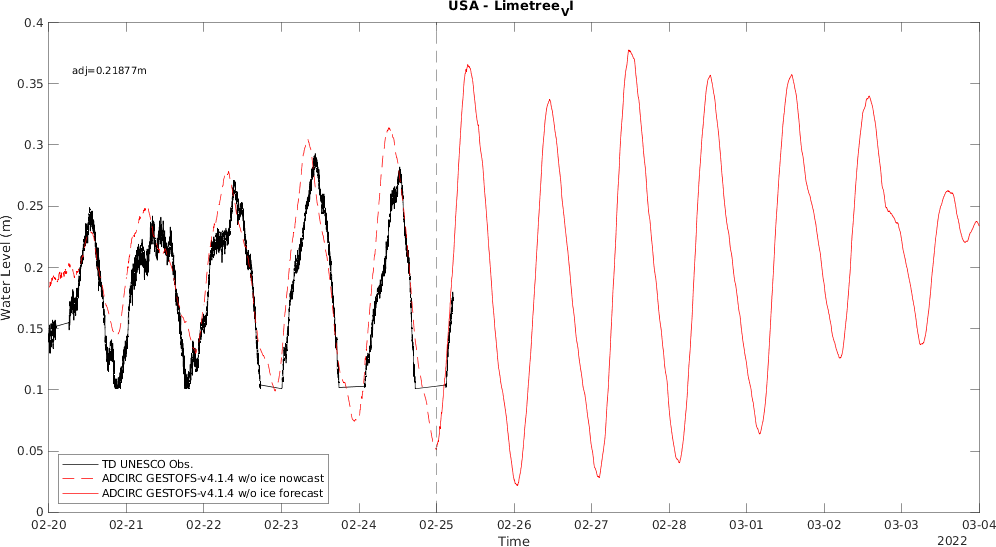 USA - Limetree_VI
0.4
0.35
0.3
0.25
0.2
0.15
0.1
0.05
0
Water Level (m)
adj=0.21877m
TD UNESCO Obs.
ADCIRC GESTOFS-v4.1.4 w/o ice nowcast
ADCIRC GESTOFS-v4.1.4 w/o ice forecast
02-20 02-21 02-22 02-23 02-24 02-25 02-26 02-27 02-28 03-01 03-02 03-03 03-04
Time
2022